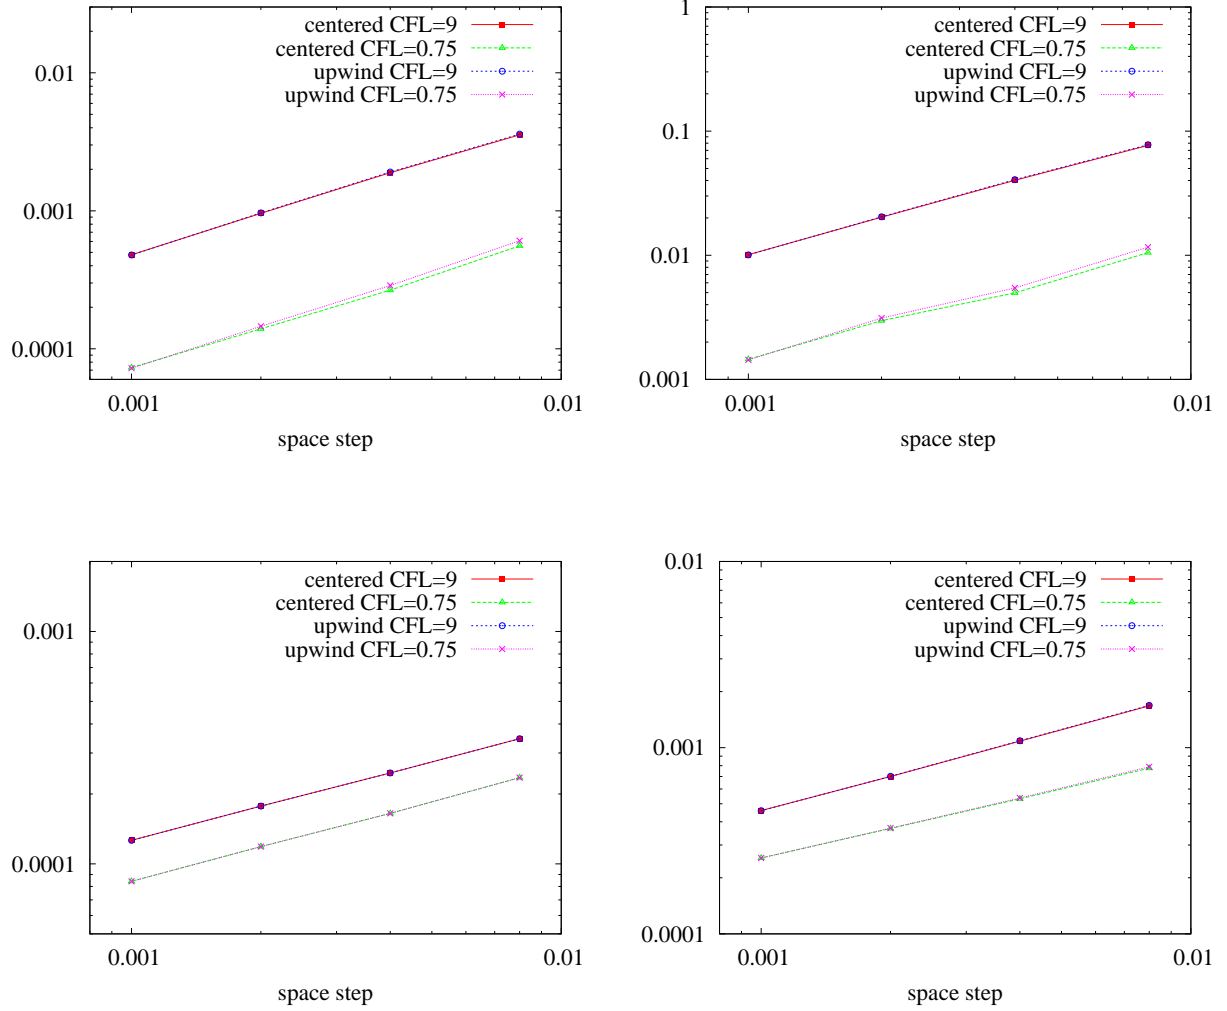 centered CFL=9
centered CFL=0.75
upwind CFL=9
upwind CFL=0.75
0.01
0.001
0.0001
0.001
0.01
space step
centered CFL=9
centered CFL=0.75
upwind CFL=9
upwind CFL=0.75
1
0.1
0.01
0.001
0.001
0.01
space step
centered CFL=9
centered CFL=0.75
upwind CFL=9
upwind CFL=0.75
0.001
0.0001
0.001
0.01
space step
centered CFL=9
centered CFL=0.75
upwind CFL=9
upwind CFL=0.75
0.01
0.001
0.0001
0.001
0.01
space step